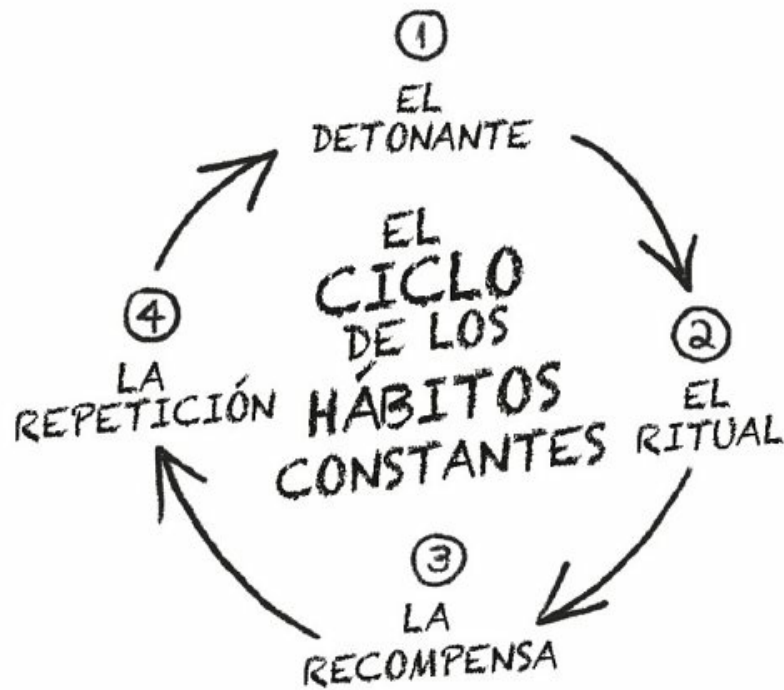 1
EL
DETONANTE
EL
CICLO
DE LOS
HÁBITOS
CONSTANTES
2
EL
RITUAL
3
LA
RECOMPENSA
4
LA
REPETICIÓN